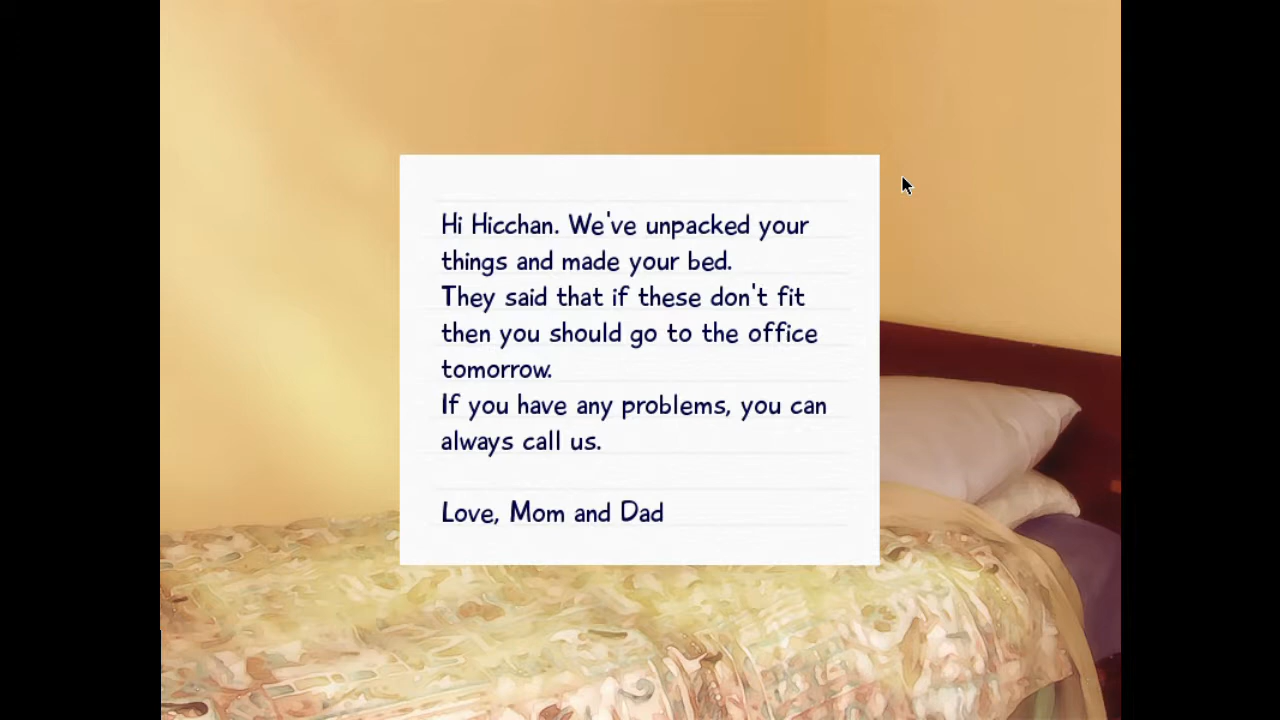 Hi Hicchan. We've unpacked your
things and made your bed.
They said that if these don't fit
then you should go to the office
tomorrow.
If you have any problems, you can
always call us.
Love, Mom and Dad